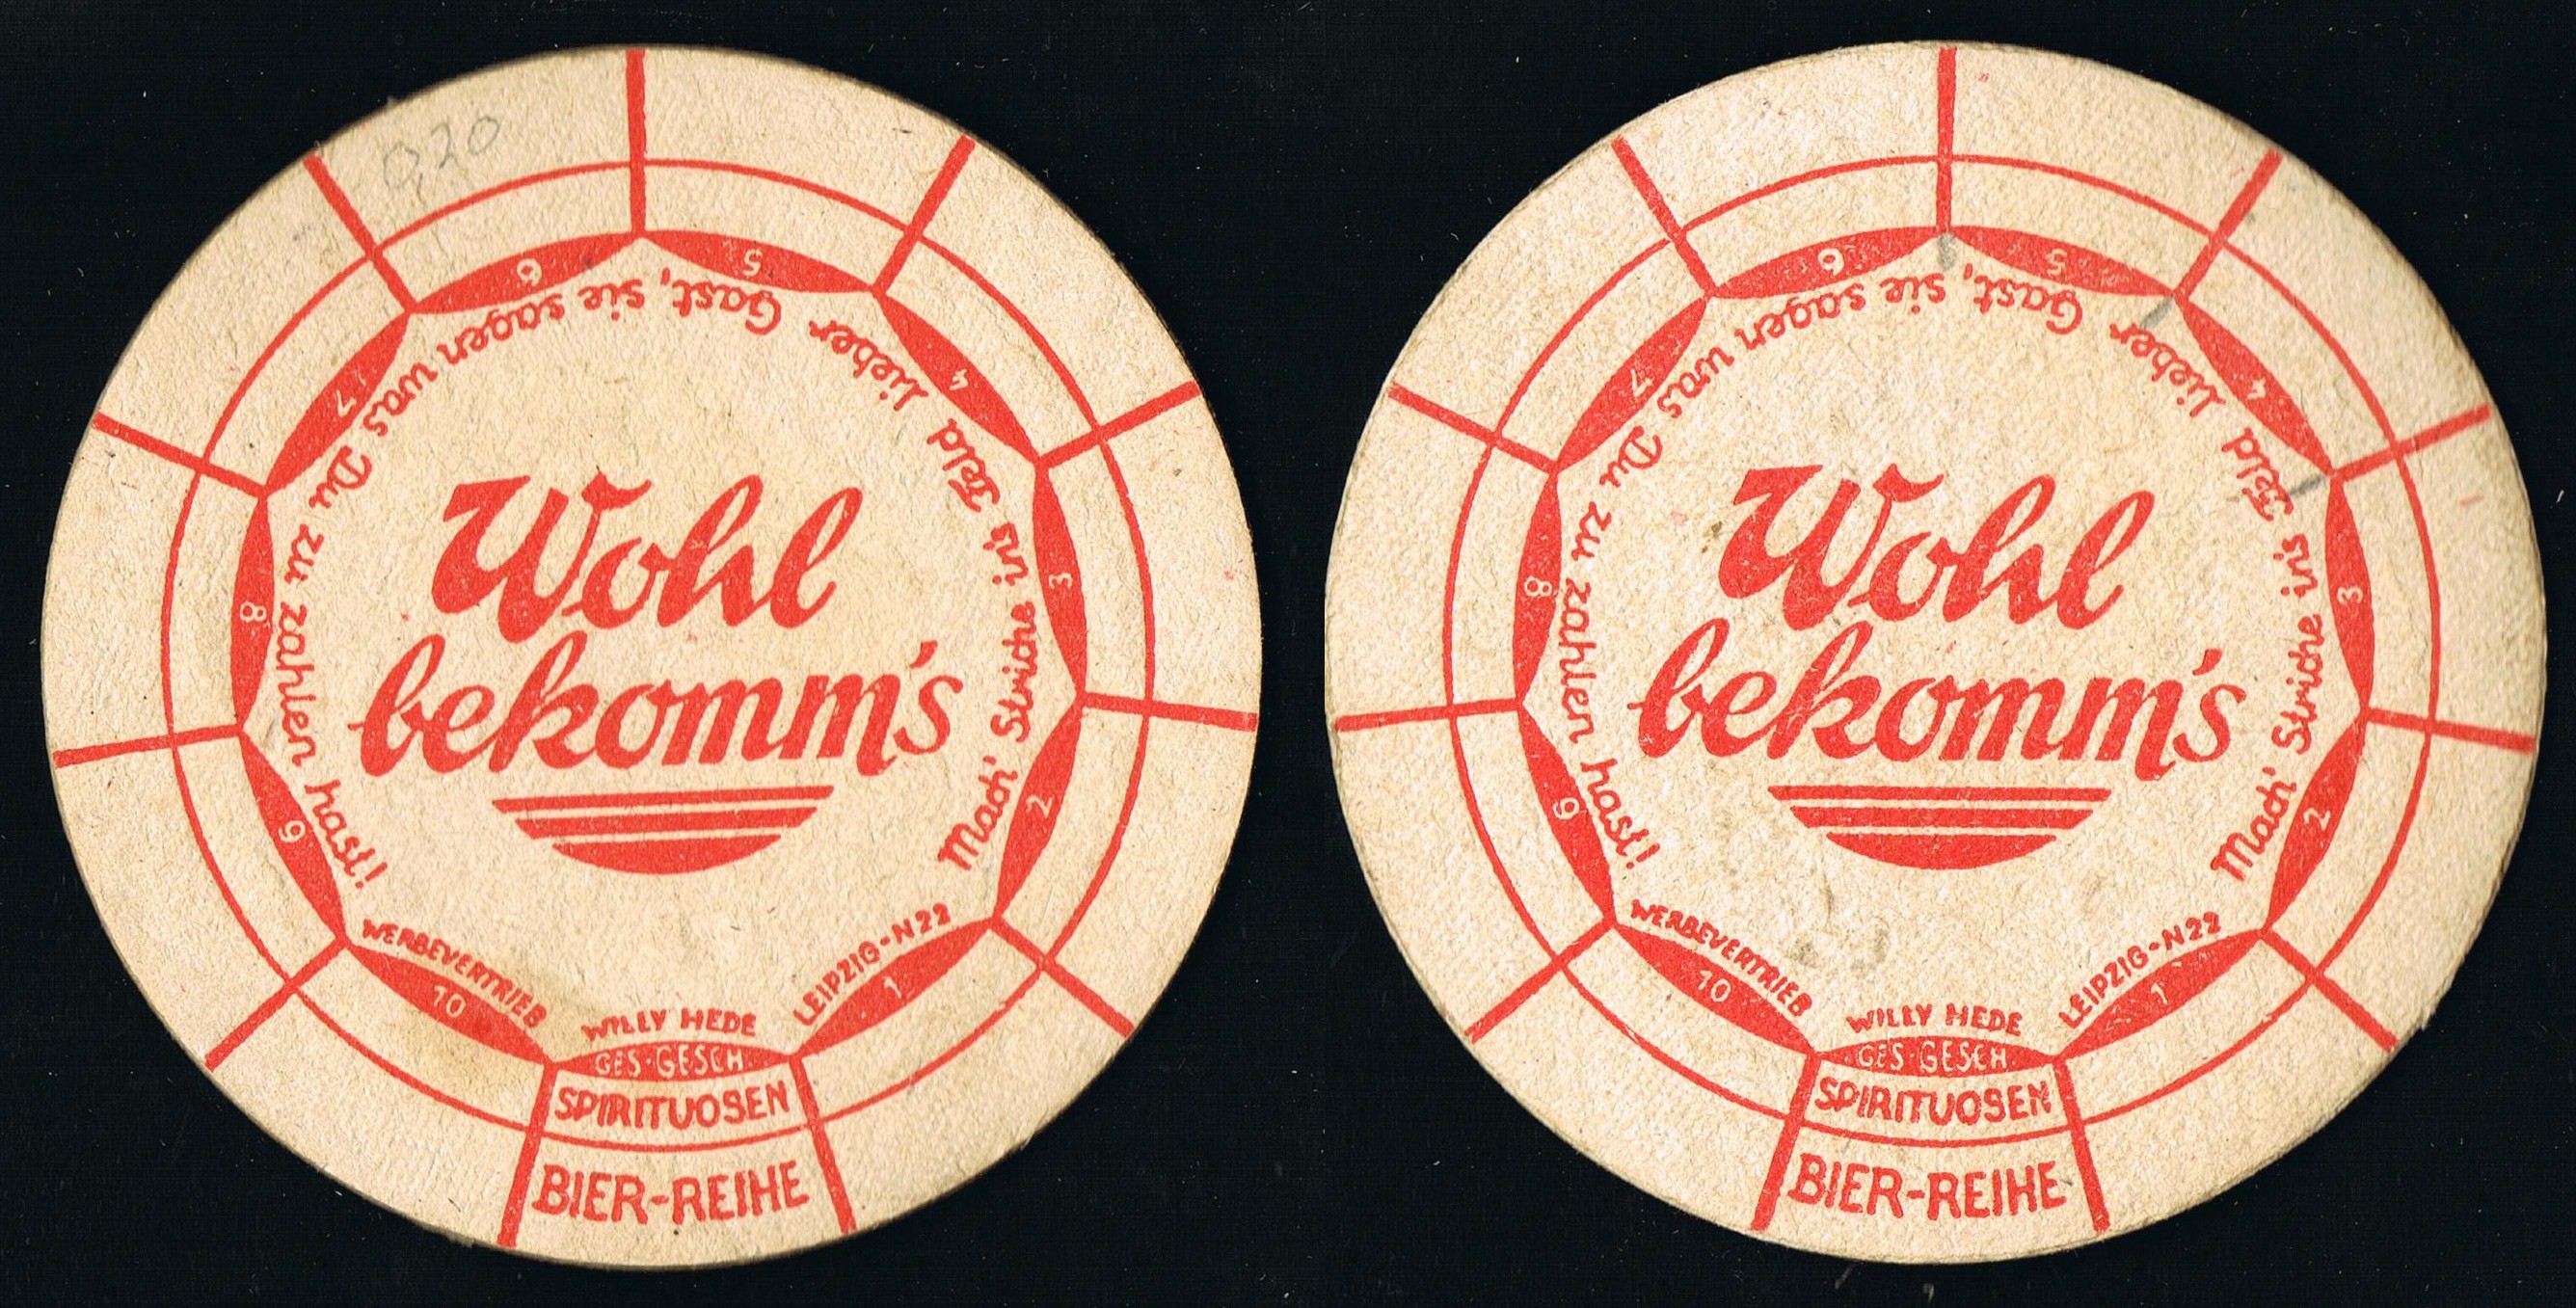 0,20
Wohl
bekomm's
Mach' Striche in's Feld lieber Gast, sie sagen was Du zu zahlen hast!
WERBEVERTRIEB WILLY HEDE LEIPZIG-N22
1
2
3
4
5
6
7
8
9
10
GES·GESCH.
SPIRITUOSEN
BIER-REIHE
Wohl
bekomm's
Mach' Striche in's Feld lieber Gast, sie sagen was Du zu zahlen hast!
WERBEVERTRIEB WILLY HEDE LEIPZIG-N22
1
2
3
4
5
6
7
8
9
10
GES·GESCH.
SPIRITUOSEN
BIER-REIHE